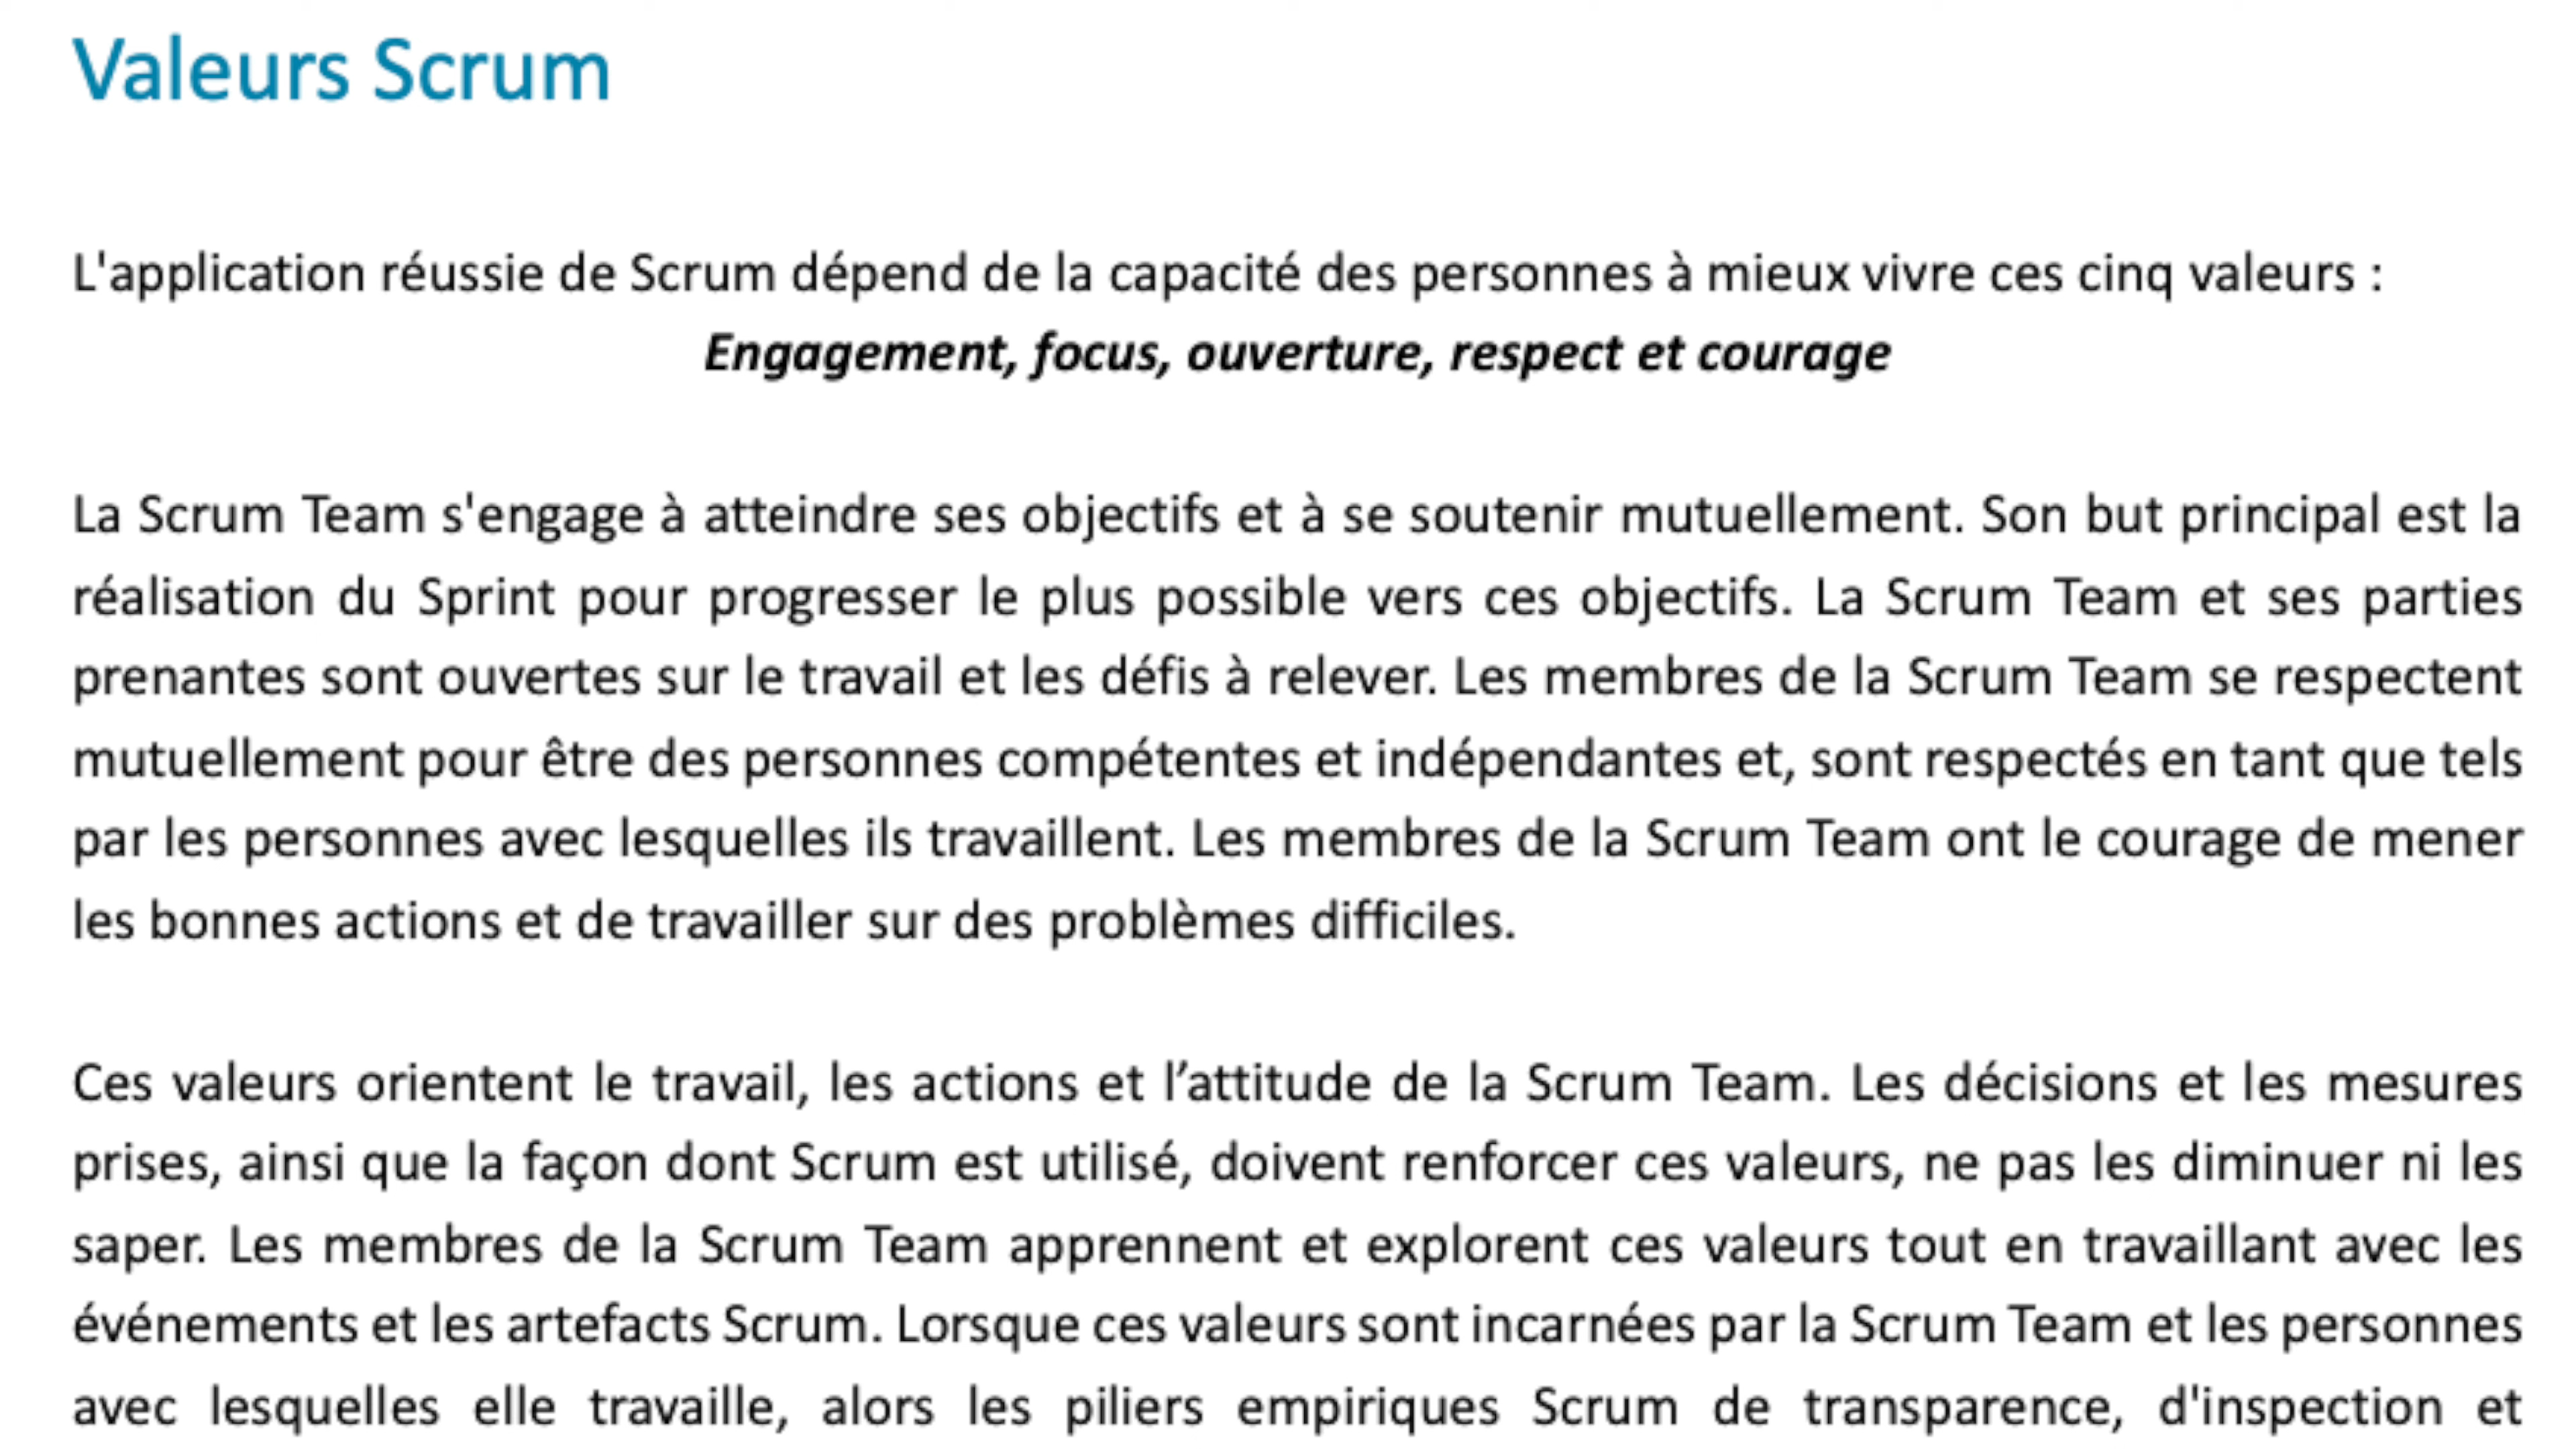 Valeurs Scrum
L'application réussie de Scrum dépend de la capacité des personnes à mieux vivre ces cinq valeurs :
Engagement, focus, ouverture, respect et courage
La Scrum Team s'engage à atteindre ses objectifs et à se soutenir mutuellement. Son but principal est la
réalisation du Sprint pour progresser le plus possible vers ces objectifs. La Scrum Team et ses parties
prenantes sont ouvertes sur le travail et les défis à relever. Les membres de la Scrum Team se respectent
mutuellement pour être des personnes compétentes et indépendantes et, sont respectés en tant que tels
par les personnes avec lesquelles ils travaillent. Les membres de la Scrum Team ont le courage de mener
les bonnes actions et de travailler sur des problèmes difficiles.
Ces valeurs orientent le travail, les actions et l’attitude de la Scrum Team. Les décisions et les mesures
prises, ainsi que la façon dont Scrum est utilisé, doivent renforcer ces valeurs, ne pas les diminuer ni les
saper. Les membres de la Scrum Team apprennent et explorent ces valeurs tout en travaillant avec les
événements et les artefacts Scrum. Lorsque ces valeurs sont incarnées par la Scrum Team et les personnes
avec lesquelles elle travaille, alors les piliers empiriques Scrum de transparence, d'inspection et